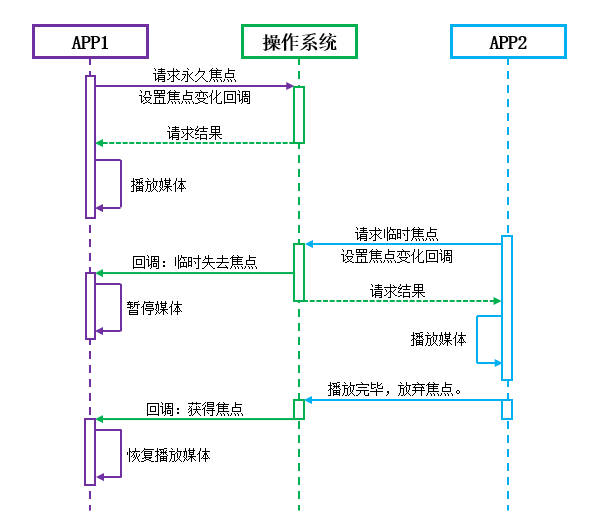 APP1
操作系统
APP2
请求永久焦点
设置焦点变化回调
请求结果
播放媒体
请求临时焦点
设置焦点变化回调
回调：临时失去焦点
请求结果
暂停媒体
播放媒体
播放完毕，放弃焦点。
回调：获得焦点
恢复播放媒体